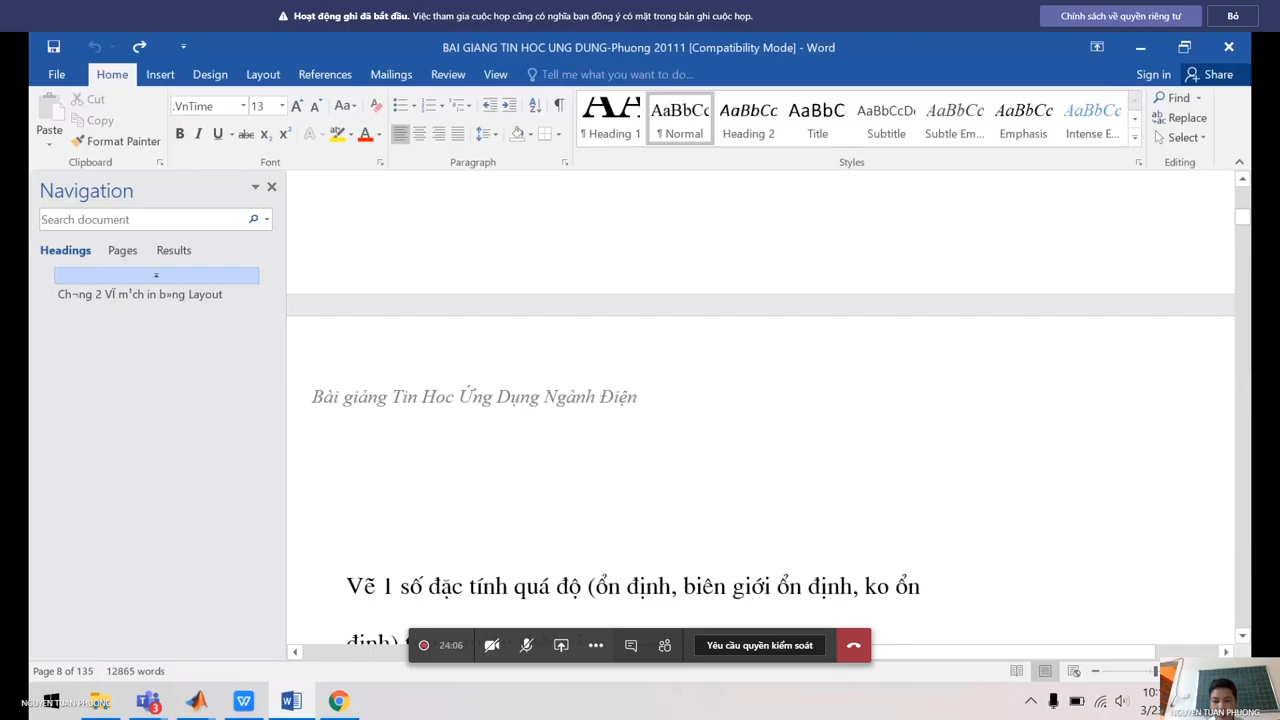 Hoạt động ghi đã bắt đầu. Việc tham gia cuộc họp cũng có nghĩa bạn đồng ý có mặt trong bản ghi cuộc họp.
Chính sách về quyền riêng tư
Bỏ
BAI GIANG TIN HOC UNG DUNG-Phuong 20111 [Compatibility Mode] - Word
File Home Insert Design Layout References Mailings Review View Tell me what you want to do... Sign in Share
Cut
Copy
Format Painter
Paste
Clipboard
.VnTime 13
Font
Paragraph
¶ Heading 1
¶ Normal
Heading 2
Title
Subtitle
Subtle Em...
Emphasis
Intense E...
Styles
Find
Replace
Select
Editing
Navigation
Search document
Headings Pages Results
Ch¬ng 2 VÏ m¹ch in b»ng Layout
Bài giảng Tin Hoc Ứng Dụng Ngành Điện
Vẽ 1 số đặc tính quá độ (ổn định, biên giới ổn định, ko ổn
24:06
Yêu cầu quyền kiểm soát
Page 8 of 135 12865 words
NGUYEN TUAN PHUONG
3
NGUYEN TUAN PHUONG